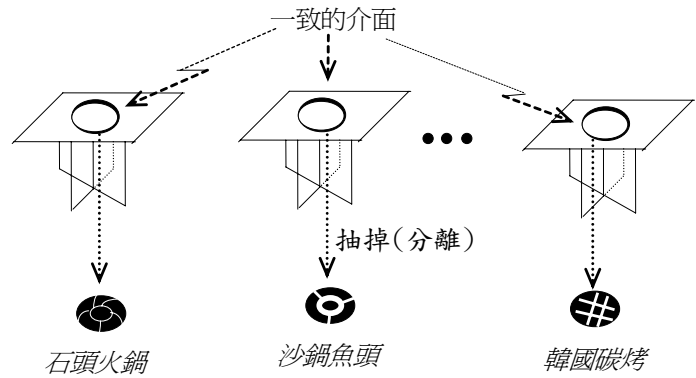 一致的介面
抽掉(分離)
石頭火鍋
沙鍋魚頭
韓國碳烤